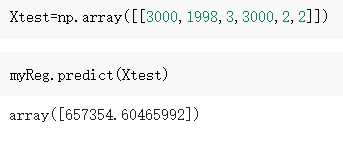 Xtest=np.array([[3000,1998,3,3000,2,2]])
myReg.predict(Xtest)
array([657354.60465992])